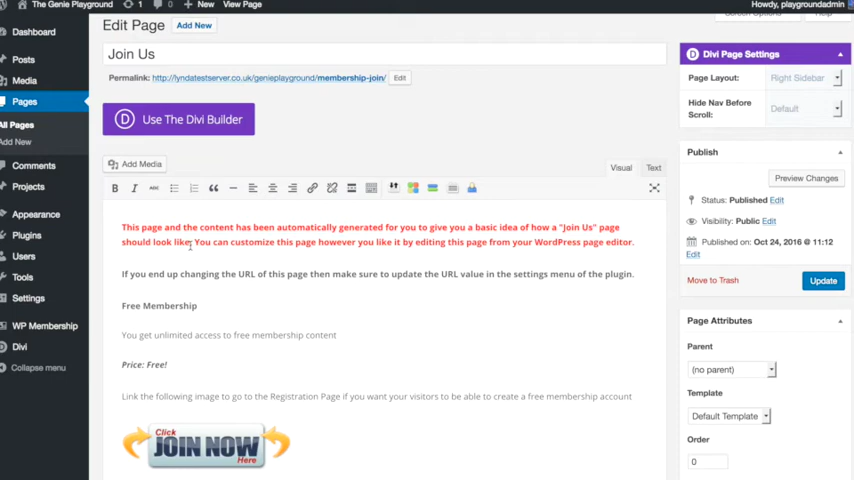 The Genie Playground 1 0 New View Page Howdy, playgroundadmin
Edit Page Add New Screen Options Help
Join Us
Permalink: http://lyndatestserver.co.uk/genieplayground/membership-join/ Edit
D Use The Divi Builder
Add Media Visual Text
B I ABC
This page and the content has been automatically generated for you to give you a basic idea of how a "Join Us" page
should look like. You can customize this page however you like it by editing this page from your WordPress page editor.
If you end up changing the URL of this page then make sure to update the URL value in the settings menu of the plugin.
Free Membership
You get unlimited access to free membership content
Price: Free!
Link the following image to go to the Registration Page if you want your visitors to be able to create a free membership account
Click
JOIN NOW
Here
Dashboard
Posts
Media
Pages
All Pages
Add New
Comments
Projects
Appearance
Plugins
Users
Tools
Settings
WP Membership
Divi
Collapse menu
Divi Page Settings
Page Layout: Right Sidebar
Hide Nav Before
Scroll:
Default
Publish
Preview Changes
Status: Published Edit
Visibility: Public Edit
Published on: Oct 24, 2016 @ 11:12
Edit
Move to Trash Update
Page Attributes
Parent
(no parent)
Template
Default Template
Order
0